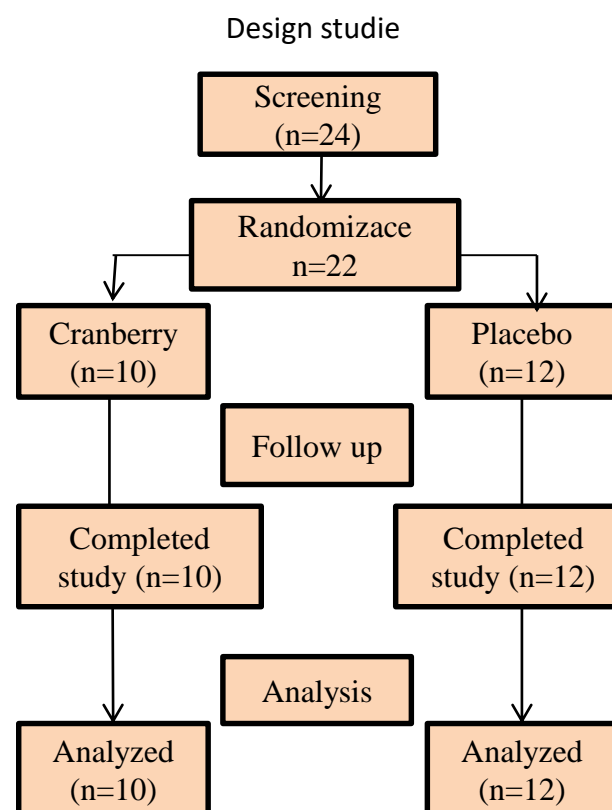 Design studie
Screening
(n=24)
Randomizace
n=22
Cranberry
(n=10)
Placebo
(n=12)
Follow up
Completed
study (n=10)
Completed
study (n=12)
Analysis
Analyzed
(n=10)
Analyzed
(n=12)